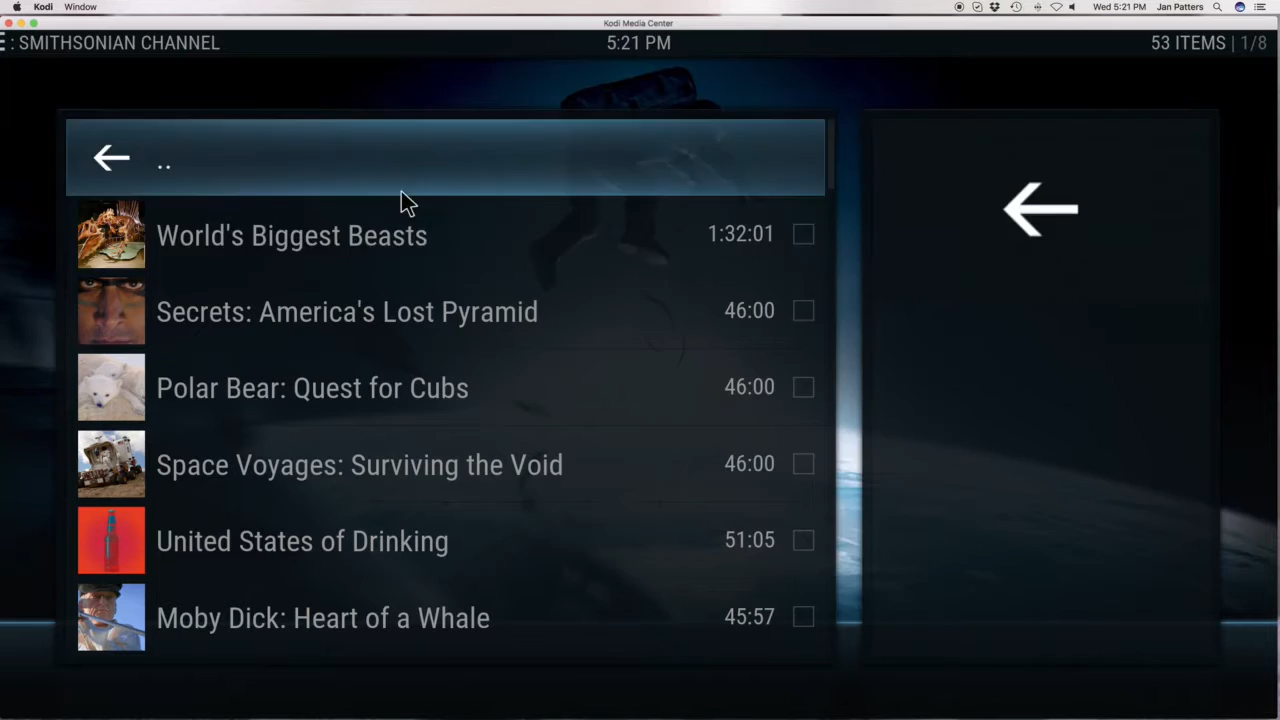 Kodi Window Wed 5:21 PM Jan Patters
Kodi Media Center
: SMITHSONIAN CHANNEL 5:21 PM 53 ITEMS | 1/8
..
World's Biggest Beasts 1:32:01
Secrets: America's Lost Pyramid 46:00
Polar Bear: Quest for Cubs 46:00
Space Voyages: Surviving the Void 46:00
United States of Drinking 51:05
Moby Dick: Heart of a Whale 45:57